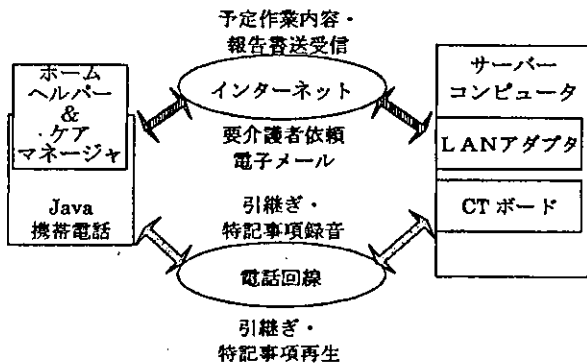 予定作業内容・
報告書送受信
ホーム
ヘルパー
&
ケア
マネージャ
Java
携帯電話
インターネット
要介護者依頼
電子メール
引継ぎ・
特記事項録音
電話回線
引継ぎ・
特記事項再生
サーバー
コンピュータ
LANアダプタ
CTボード